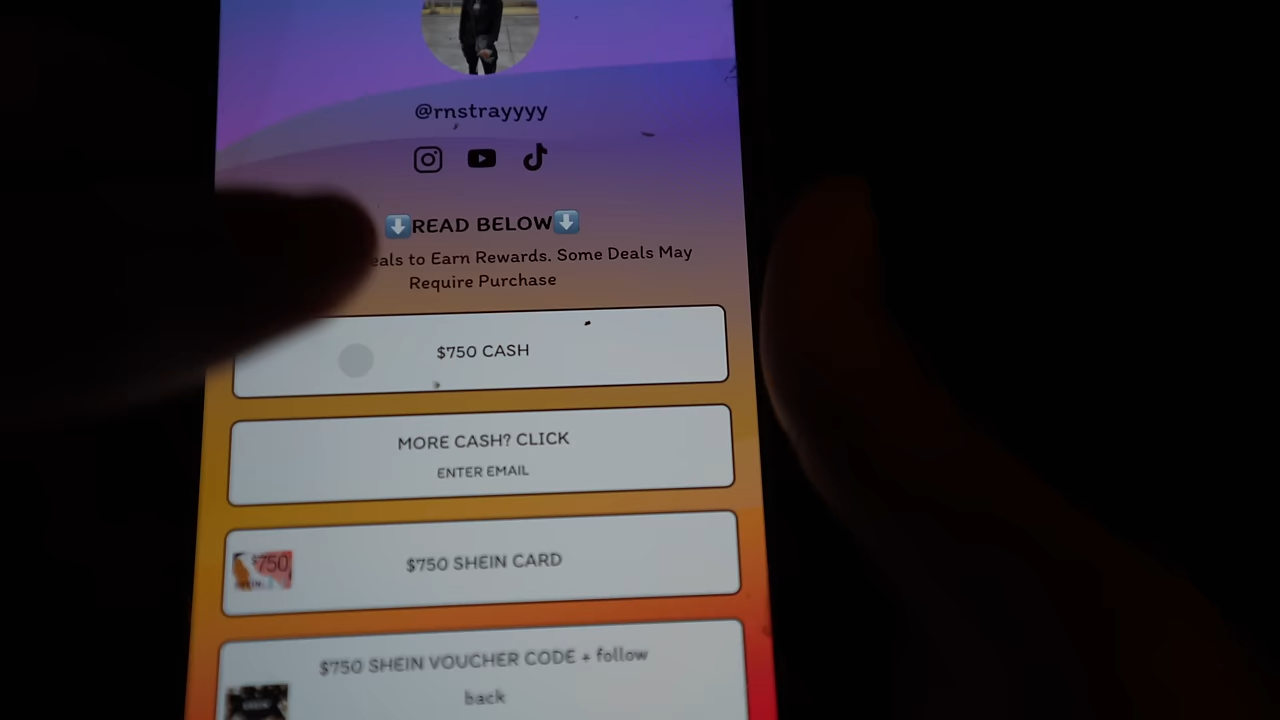 @rnstrayyyy
⬇️READ BELOW⬇️
to Earn Rewards. Some Deals May
Require Purchase
$750 CASH
MORE CASH? CLICK
ENTER EMAIL
$750
$750 SHEIN CARD
$750 SHEIN VOUCHER CODE + follow
back